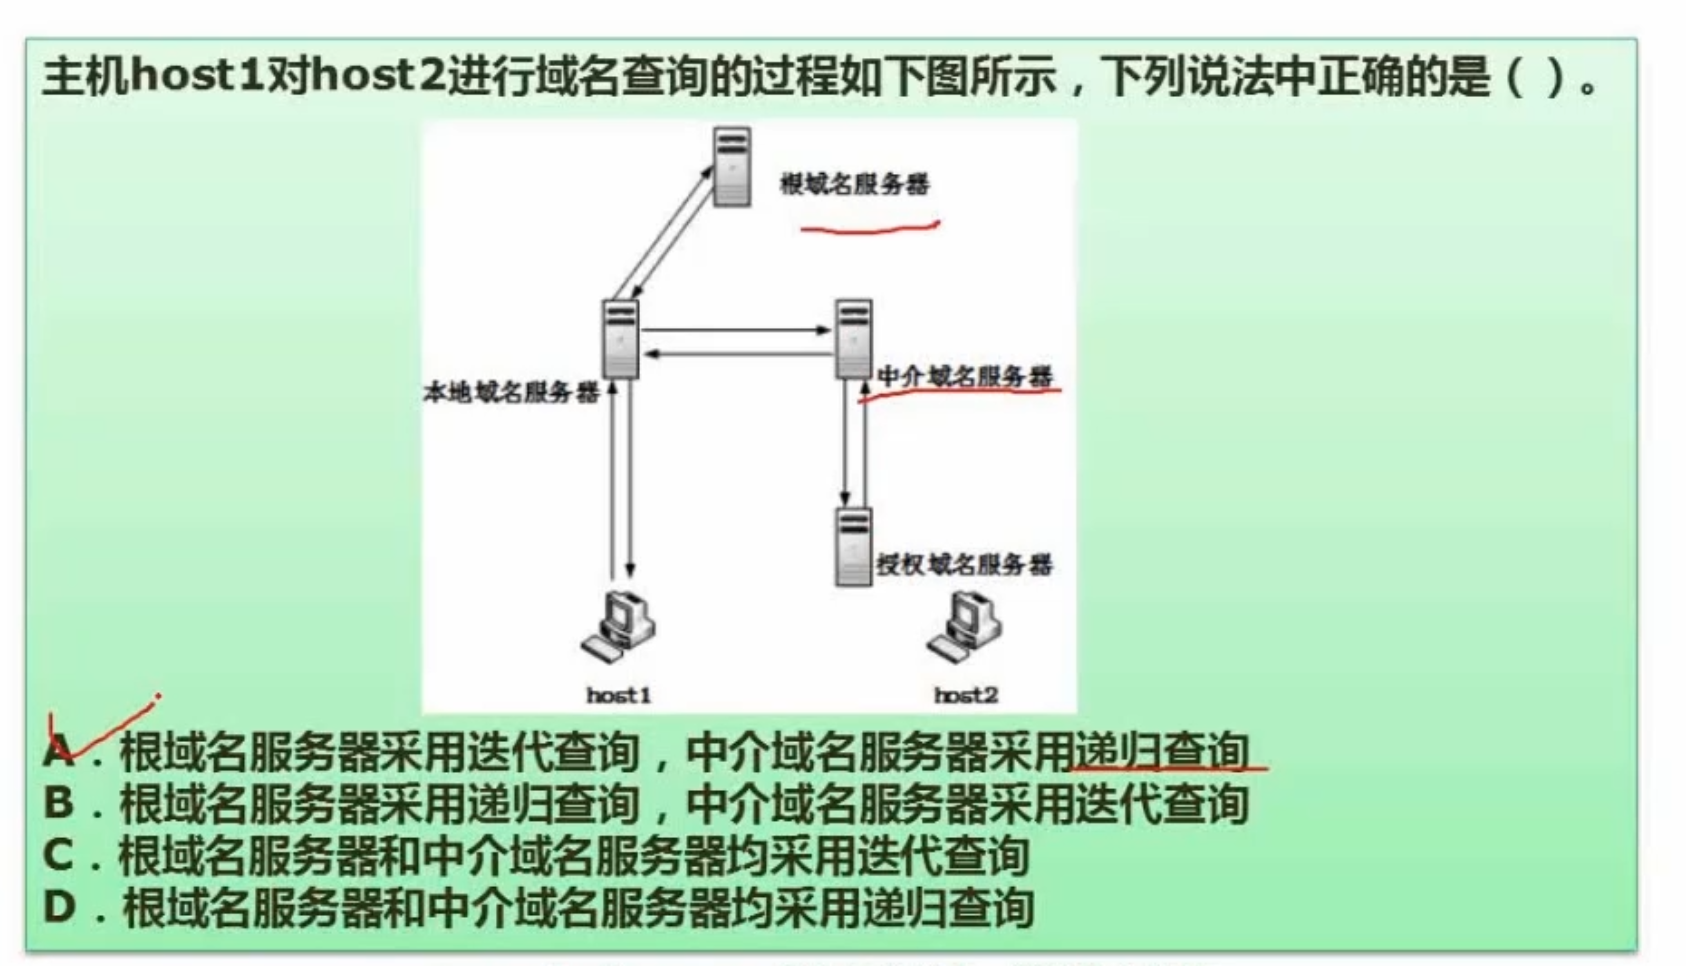 主机host1对host2进行域名查询的过程如下图所示，下列说法中正确的是（ ）。
根域名服务器
本地域名服务器
中介域名服务器
授权域名服务器
host1
host2
A．根域名服务器采用迭代查询，中介域名服务器采用递归查询
B．根域名服务器采用递归查询，中介域名服务器采用迭代查询
C．根域名服务器和中介域名服务器均采用迭代查询
D．根域名服务器和中介域名服务器均采用递归查询